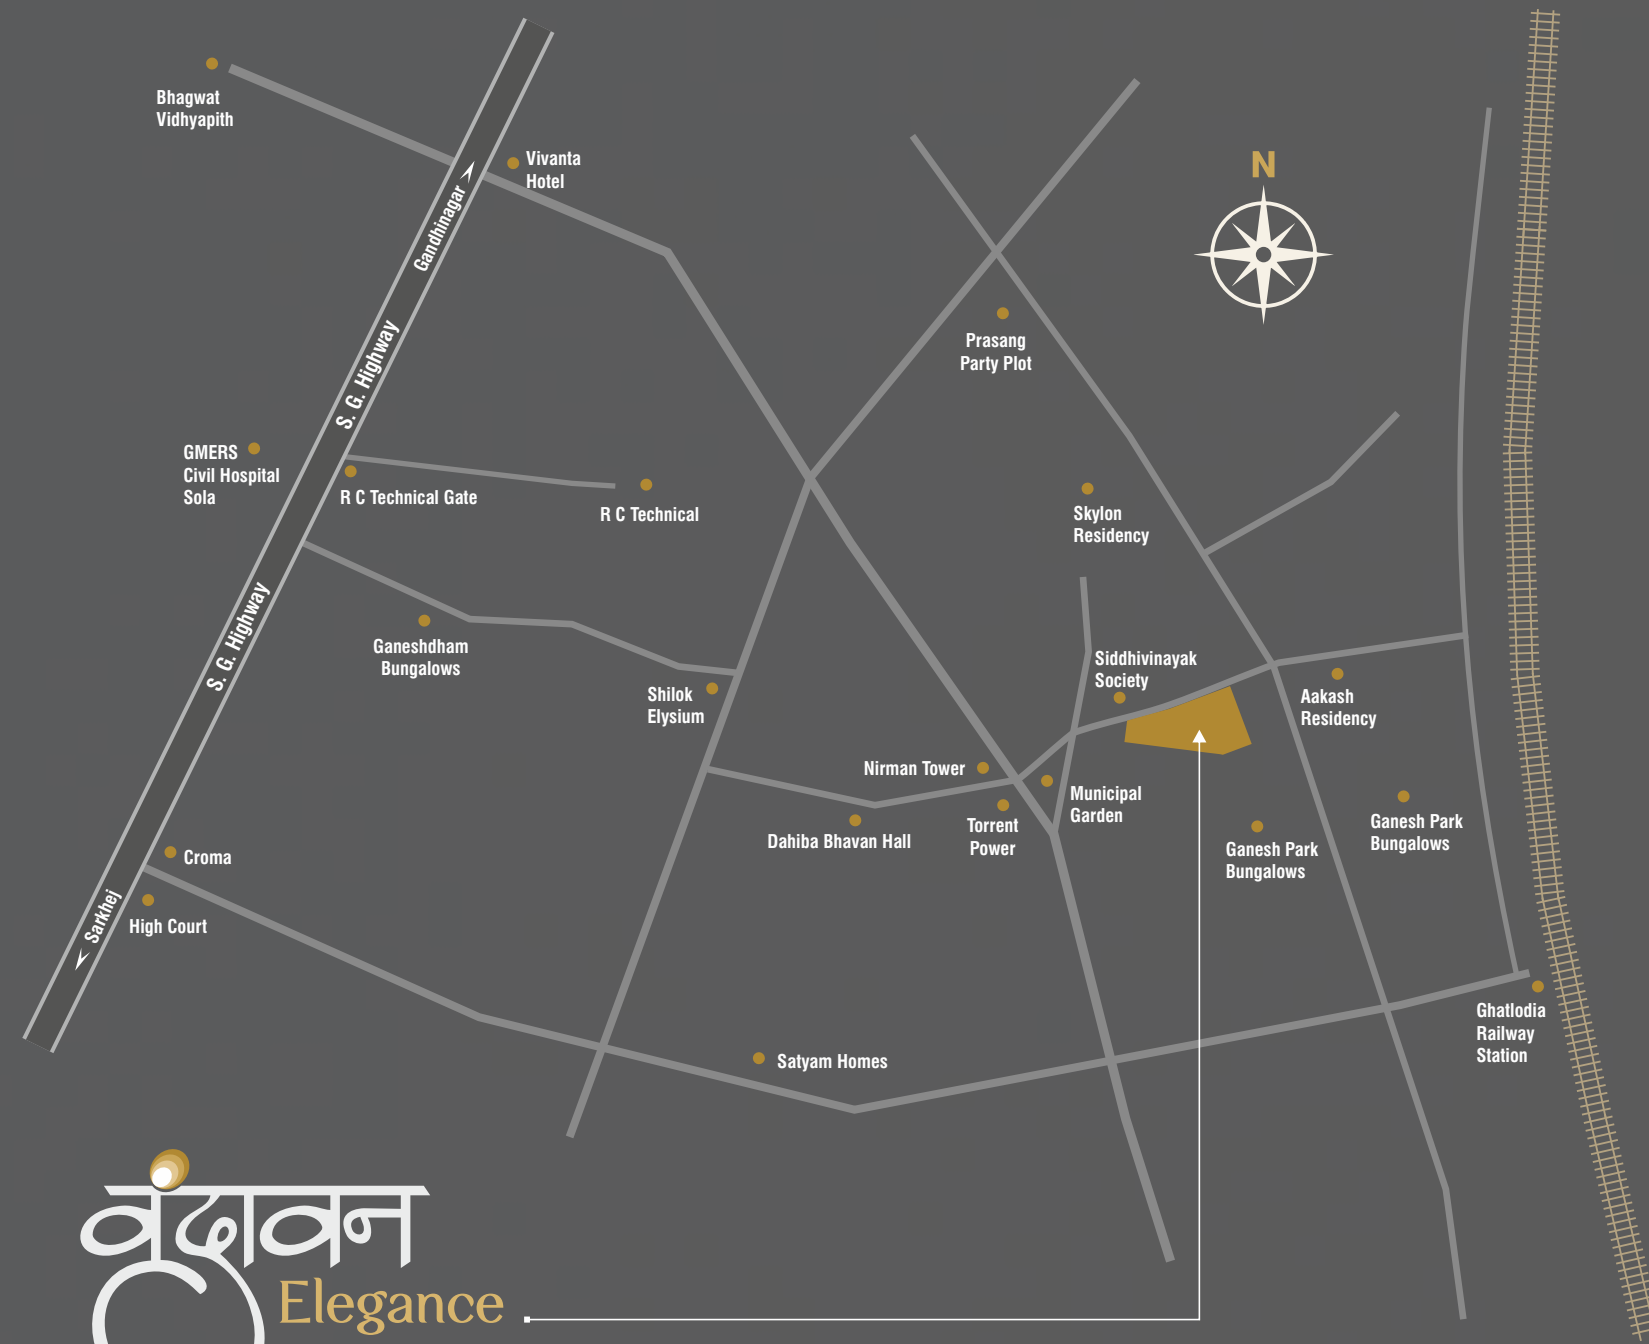 Bhagwat
Vidhyapith
Vivanta
Hotel
Gandhinagar
N
S. G. Highway
Prasang
Party Plot
GMERS
Civil Hospital
Sola
R C Technical Gate
R C Technical
Skylon
Residency
S. G. Highway
Ganeshdham
Bungalows
Shilok
Elysium
Siddhivinayak
Society
Aakash
Residency
Nirman Tower
Municipal
Garden
Dahiba Bhavan Hall
Torrent
Power
Ganesh Park
Bungalows
Ganesh Park
Bungalows
Croma
Sarkhej
High Court
Ghatlodia
Railway
Station
Satyam Homes
वृंदावन
Elegance